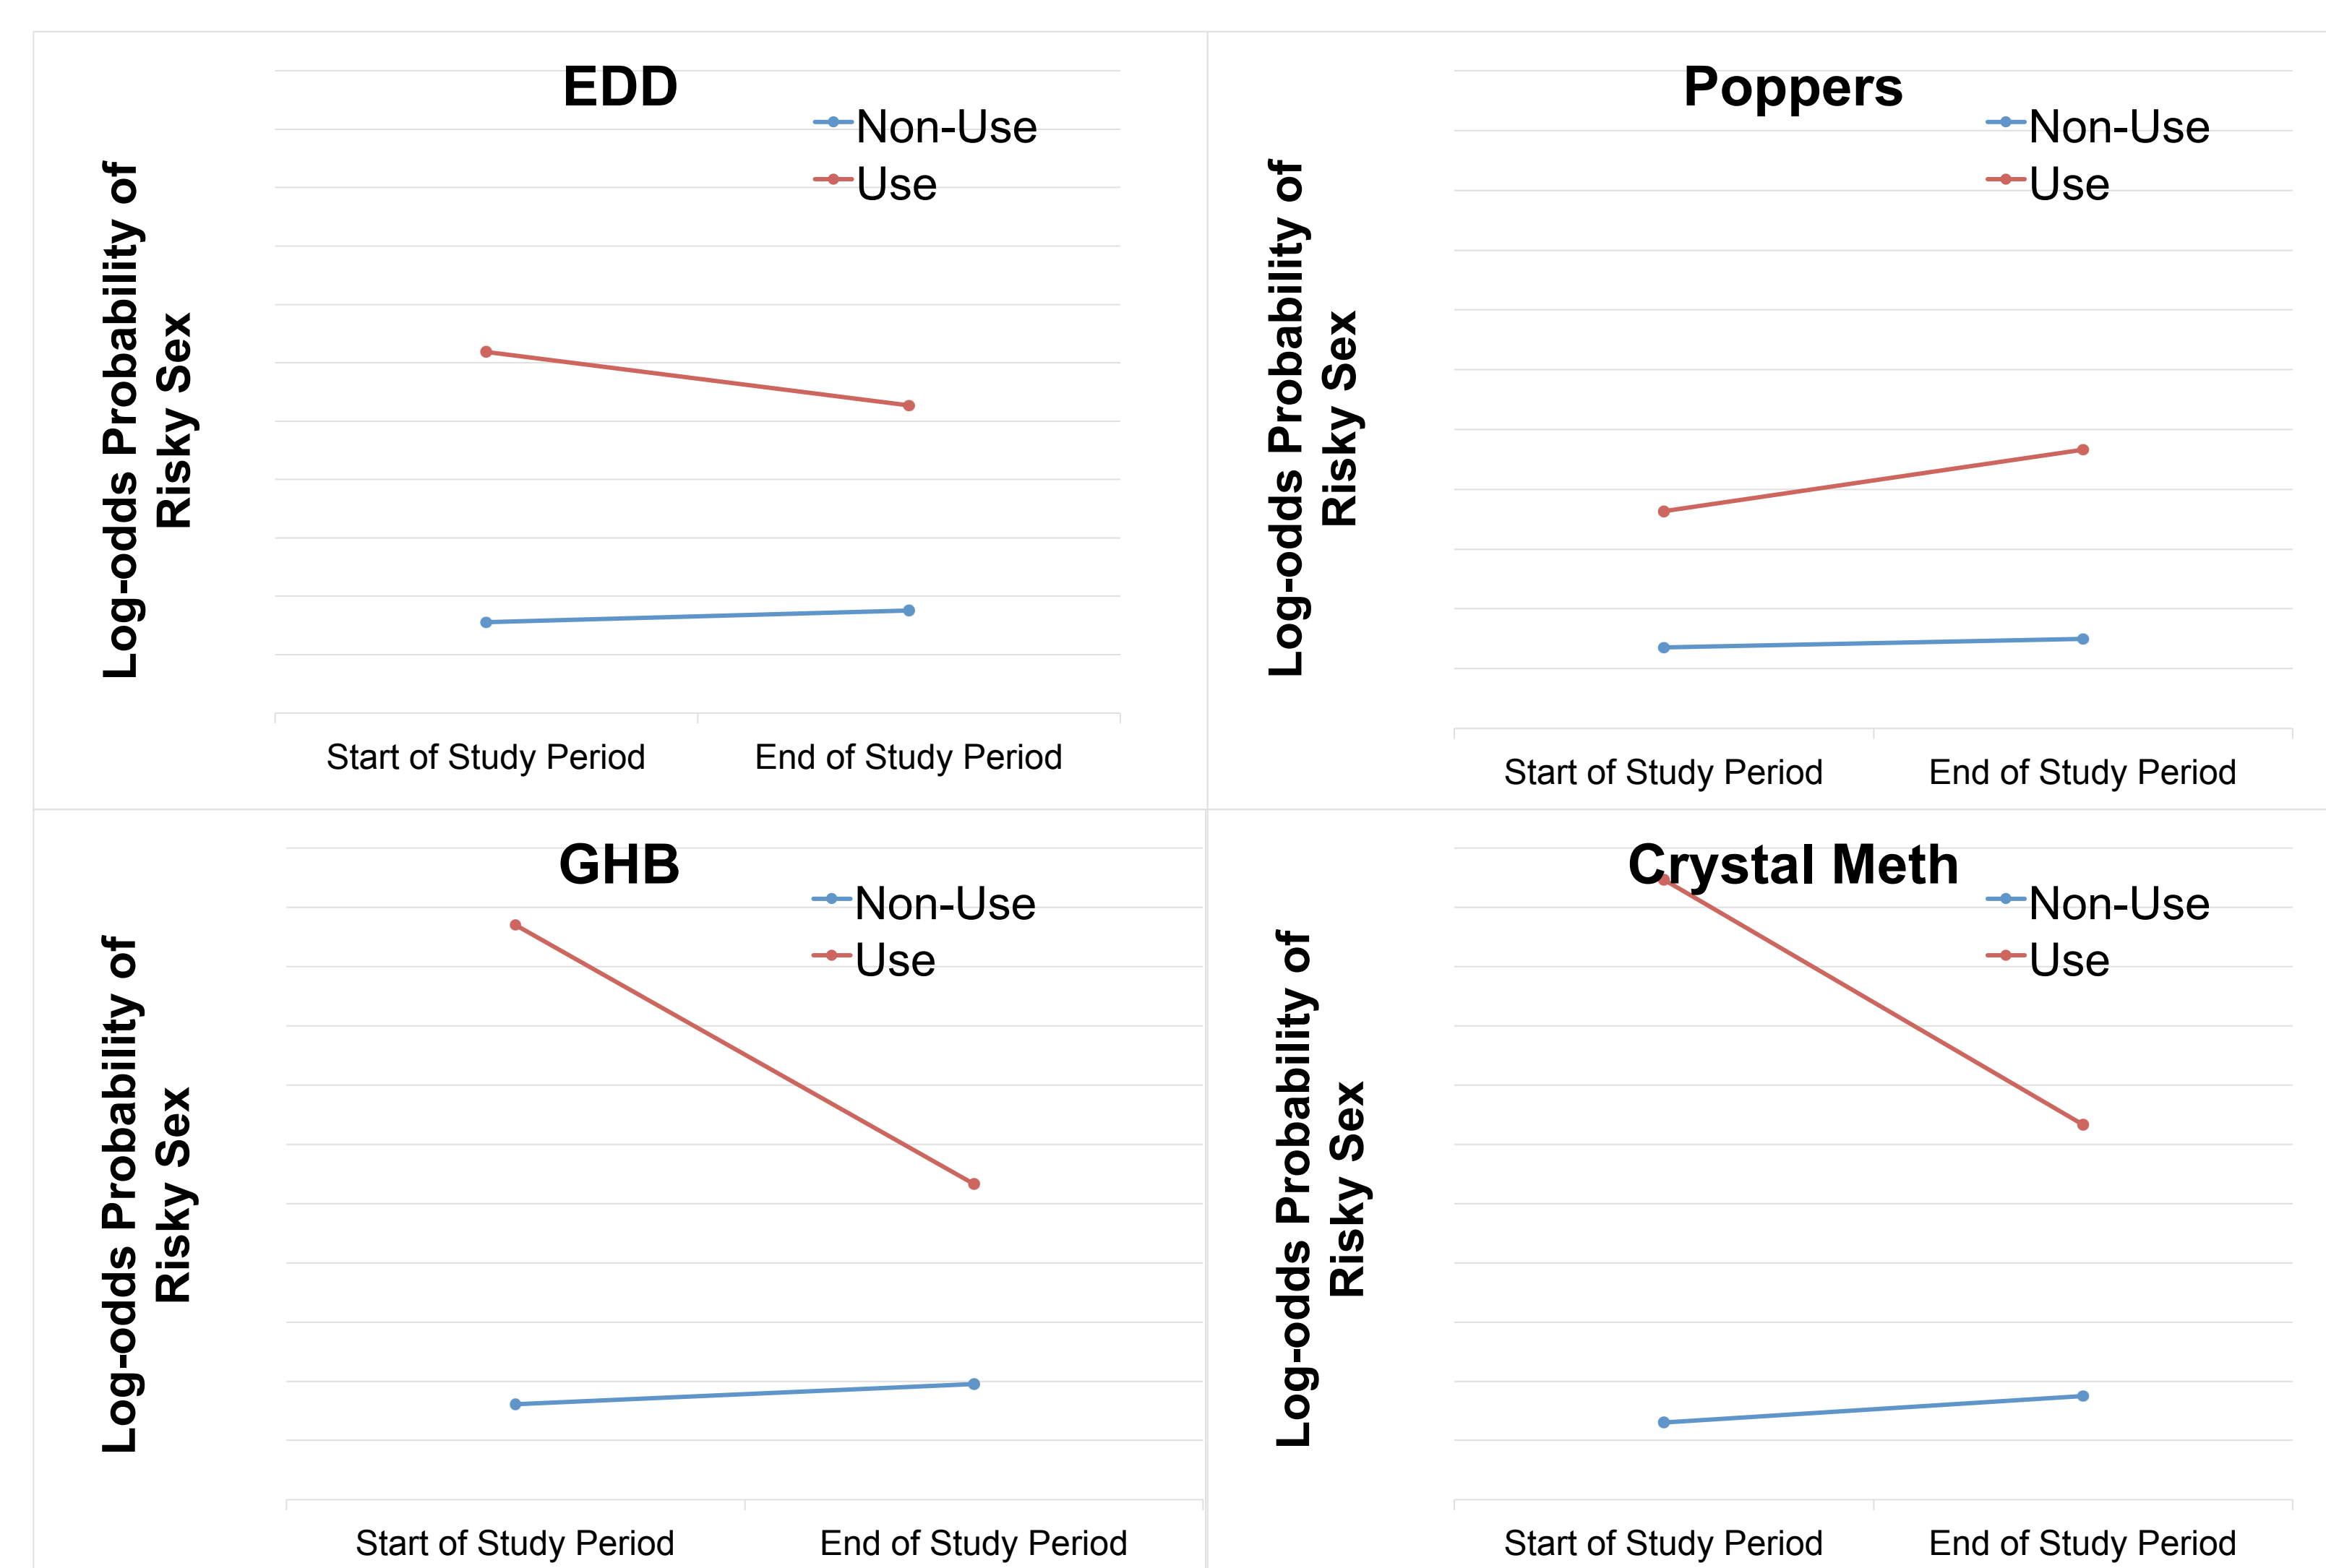 EDD
Non-Use
Use
Log-odds Probability of
Risky Sex
Start of Study Period
End of Study Period
Poppers
Non-Use
Use
Log-odds Probability of
Risky Sex
Start of Study Period
End of Study Period
GHB
Non-Use
Use
Log-odds Probability of
Risky Sex
Start of Study Period
End of Study Period
Crystal Meth
Non-Use
Use
Log-odds Probability of
Risky Sex
Start of Study Period
End of Study Period